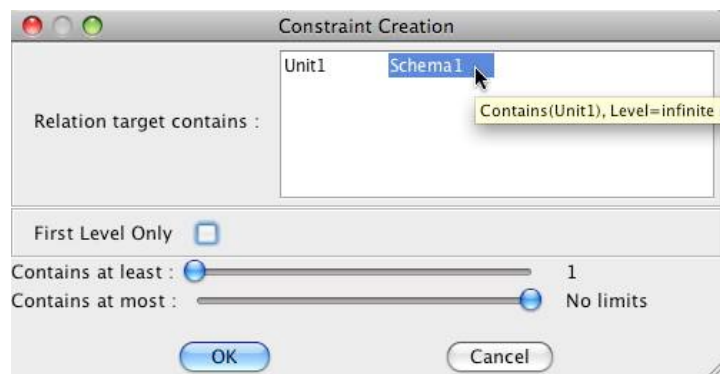 Constraint Creation
Unit1 Schema1
Contains(Unit1), Level=infinite
Relation target contains :
First Level Only
Contains at least : 1
Contains at most : No limits
OK Cancel